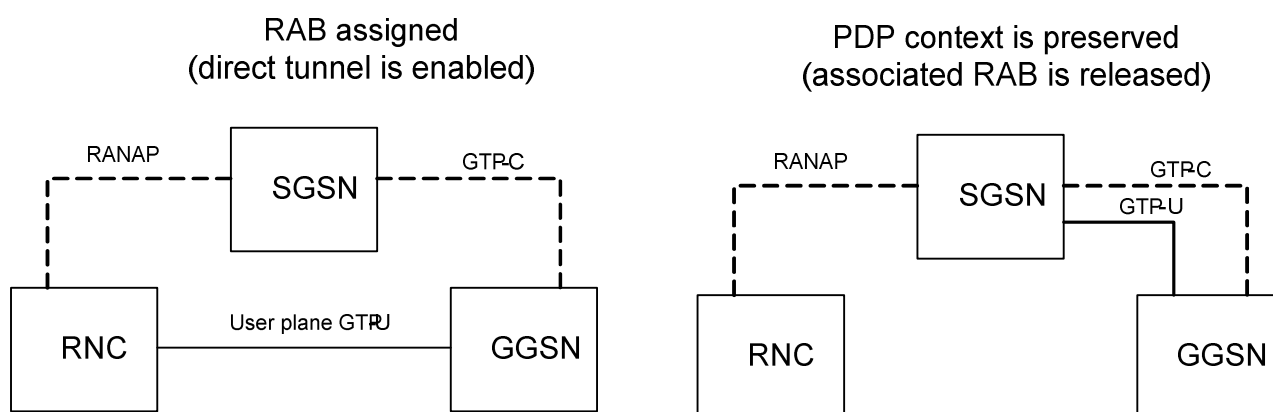 RAB assigned
(direct tunnel is enabled)
RANAP
GTP-C
SGSN
User plane GTP-U
RNC
GGSN
PDP context is preserved
(associated RAB is released)
RANAP
GTP-C
SGSN
GTP-U
RNC
GGSN